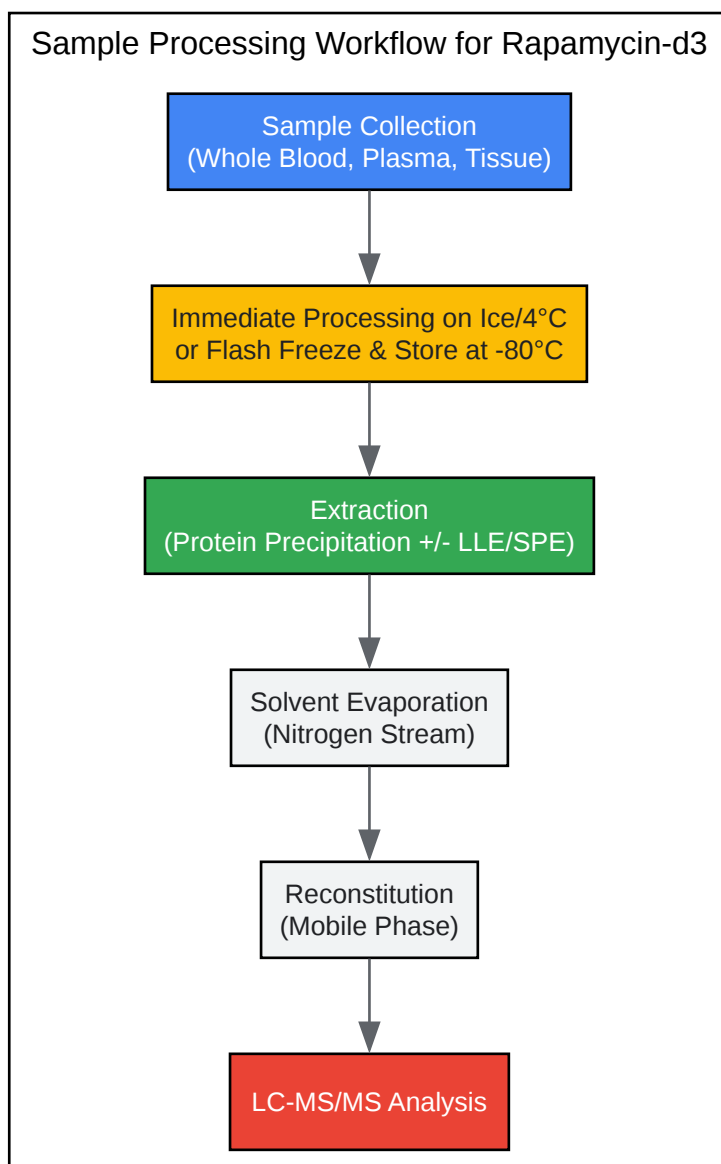 Sample Processing Workflow for Rapamycin-d3
Sample Collection
(Whole Blood, Plasma, Tissue)
Immediate Processing on Ice/4°C
or Flash Freeze & Store at -80°C
Extraction
(Protein Precipitation +/- LLE/SPE)
Solvent Evaporation
(Nitrogen Stream)
Reconstitution
(Mobile Phase)
LC-MS/MS Analysis